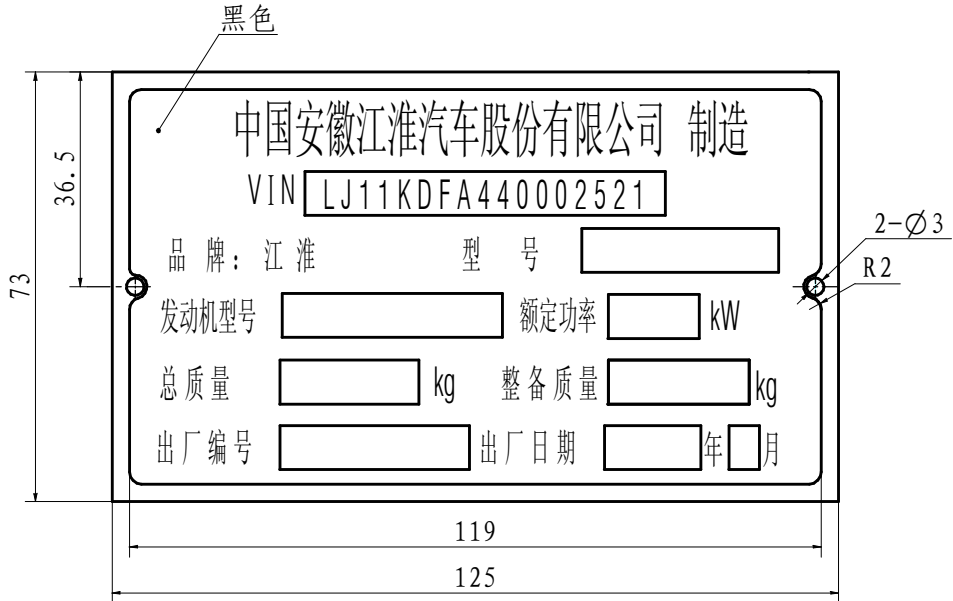 黑色
中国安徽江淮汽车股份有限公司 制造
VIN LJ11KDFA440002521
品牌：江淮 型号
发动机型号 额定功率 kW
总质量 kg 整备质量 kg
出厂编号 出厂日期 年 月
36.5
73
2-Ø3
R2
119
125